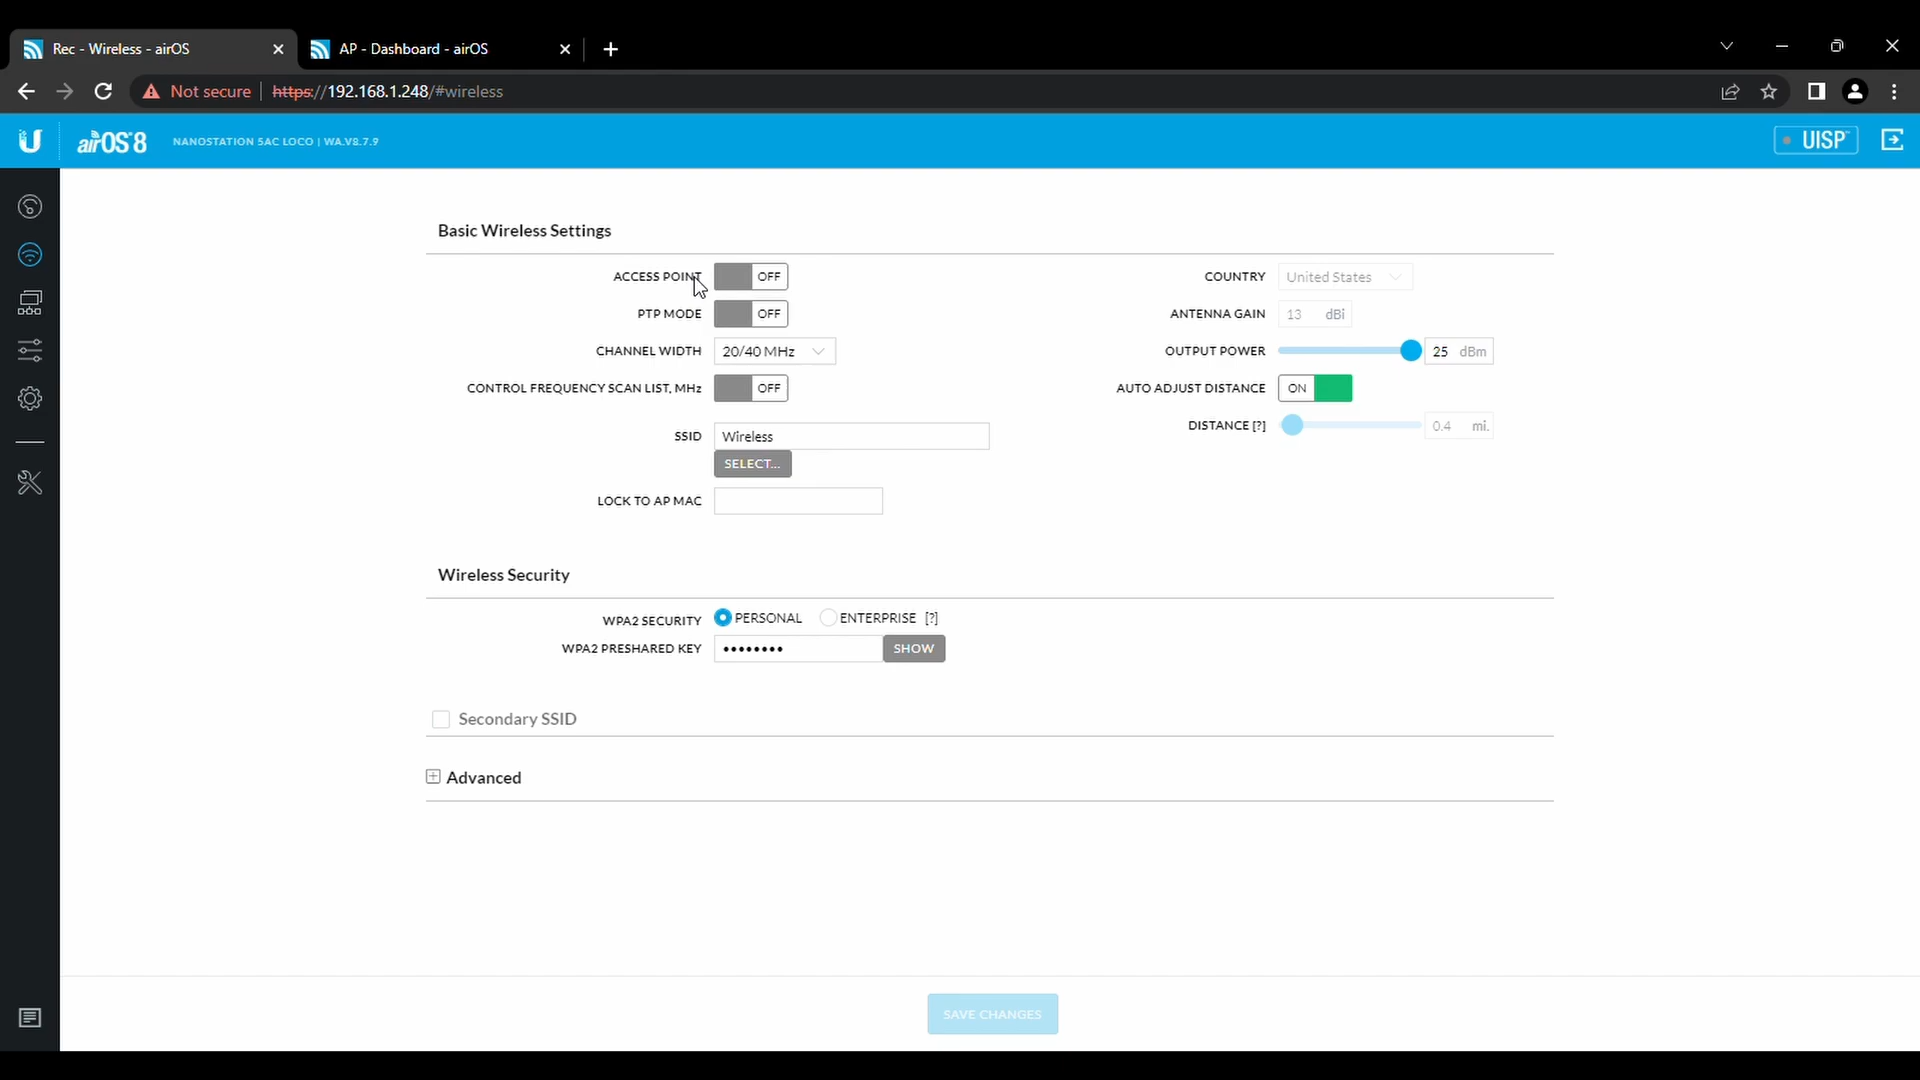 Rec - Wireless - airOS
AP - Dashboard - airOS
Not secure https://192.168.1.248/#wireless
U airOS 8 NANOSTATION 5AC LOCO | WA.V8.7.9 UISP
Basic Wireless Settings
ACCESS POINT OFF
PTP MODE OFF
CHANNEL WIDTH 20/40 MHz
CONTROL FREQUENCY SCAN LIST, MHz OFF
SSID Wireless
SELECT...
LOCK TO AP MAC
COUNTRY United States
ANTENNA GAIN 13 dBi
OUTPUT POWER 25 dBm
AUTO ADJUST DISTANCE ON
DISTANCE [?] 0.4 mi.
Wireless Security
WPA2 SECURITY PERSONAL ENTERPRISE [?]
WPA2 PRESHARED KEY •••••••• SHOW
Secondary SSID
Advanced
SAVE CHANGES